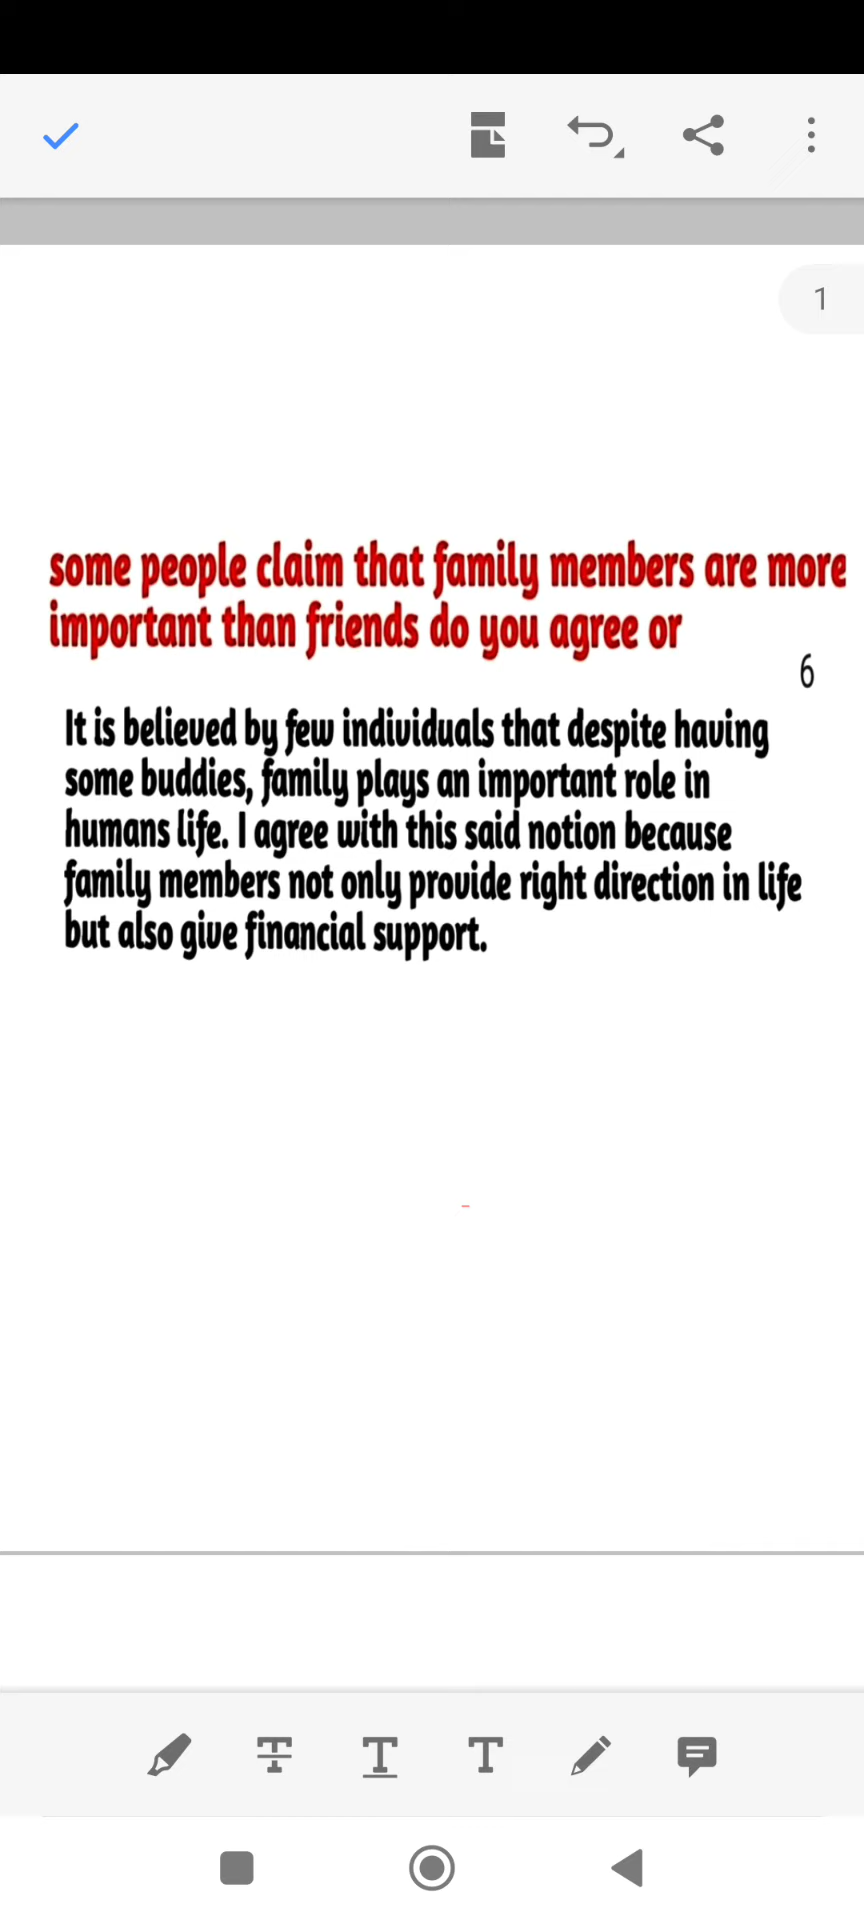 1
some people claim that family members are more
important than friends do you agree or
6
It is believed by few individuals that despite having
some buddies, family plays an important role in
humans life. I agree with this said notion because
family members not only provide right direction in life
but also give financial support.